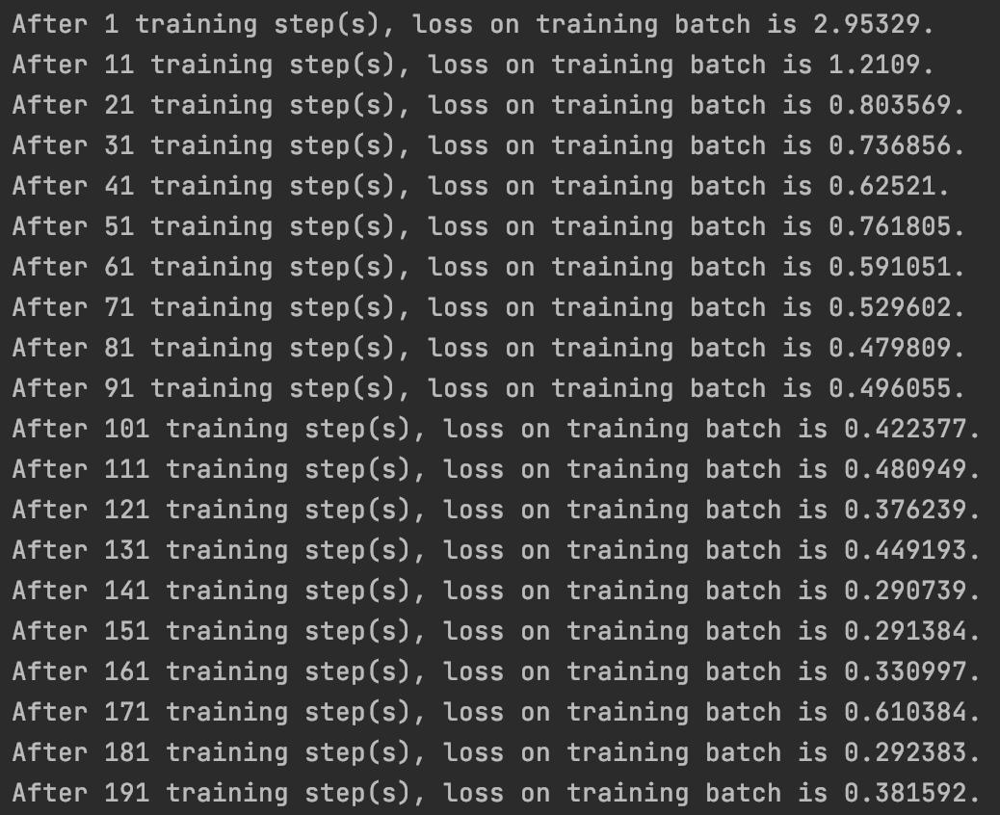 After 1 training step(s), loss on training batch is 2.95329.
After 11 training step(s), loss on training batch is 1.2109.
After 21 training step(s), loss on training batch is 0.803569.
After 31 training step(s), loss on training batch is 0.736856.
After 41 training step(s), loss on training batch is 0.62521.
After 51 training step(s), loss on training batch is 0.761805.
After 61 training step(s), loss on training batch is 0.591051.
After 71 training step(s), loss on training batch is 0.529602.
After 81 training step(s), loss on training batch is 0.479809.
After 91 training step(s), loss on training batch is 0.496055.
After 101 training step(s), loss on training batch is 0.422377.
After 111 training step(s), loss on training batch is 0.480949.
After 121 training step(s), loss on training batch is 0.376239.
After 131 training step(s), loss on training batch is 0.449193.
After 141 training step(s), loss on training batch is 0.290739.
After 151 training step(s), loss on training batch is 0.291384.
After 161 training step(s), loss on training batch is 0.330997.
After 171 training step(s), loss on training batch is 0.610384.
After 181 training step(s), loss on training batch is 0.292383.
After 191 training step(s), loss on training batch is 0.381592.